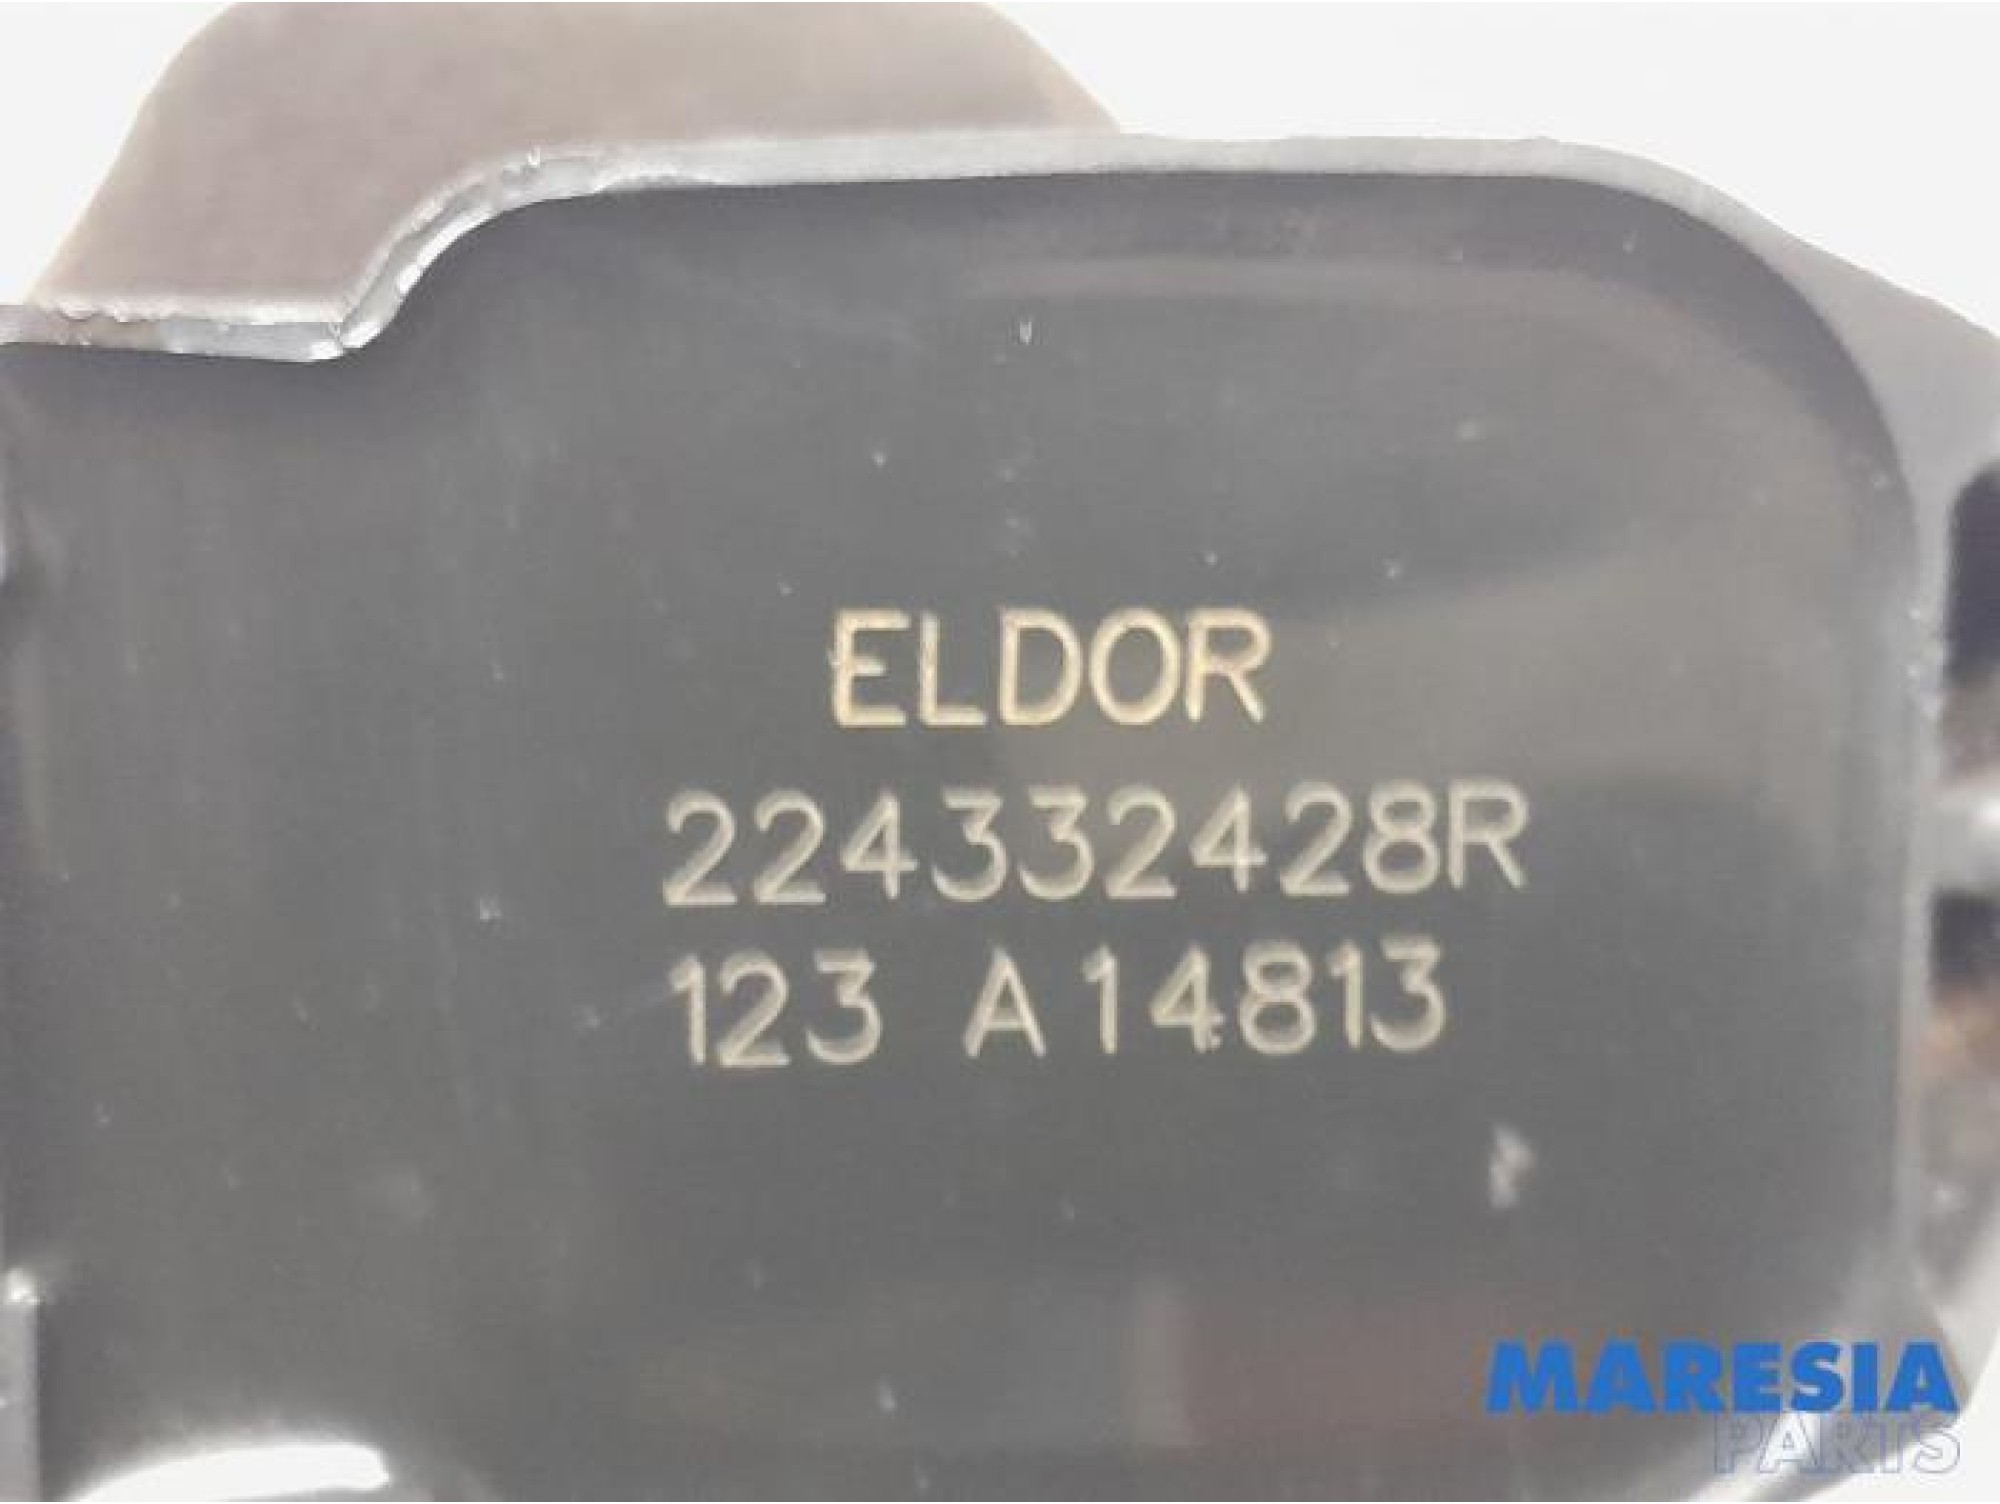 ELDOR
224332428R
123 A14813
MARESIA
PARTS